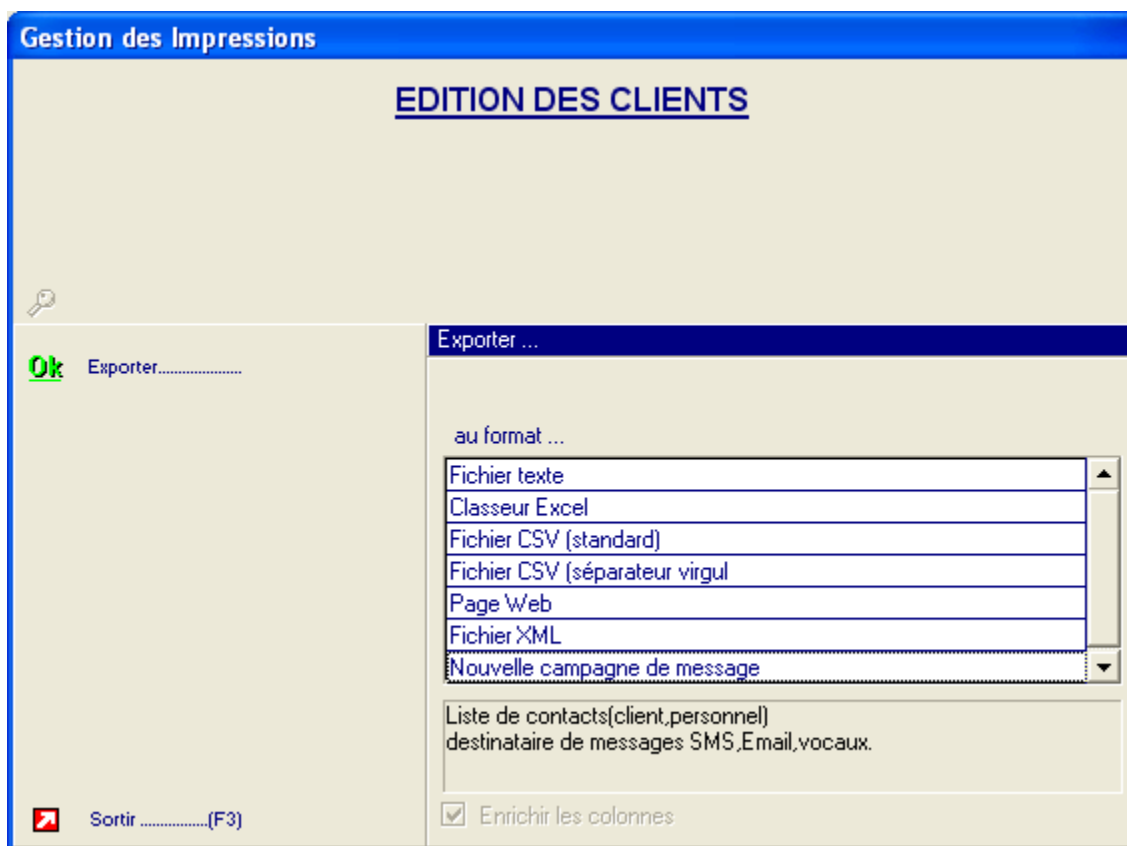 Gestion des Impressions
EDITION DES CLIENTS
Exporter ...
Ok Exporter.....................
au format ...
Fichier texte
Classeur Excel
Fichier CSV (standard)
Fichier CSV (séparateur virgul
Page Web
Fichier XML
Nouvelle campagne de message
Liste de contacts(client,personnel)
destinataire de messages SMS,Email,vocaux.
Enrichir les colonnes
Sortir .................(F3)